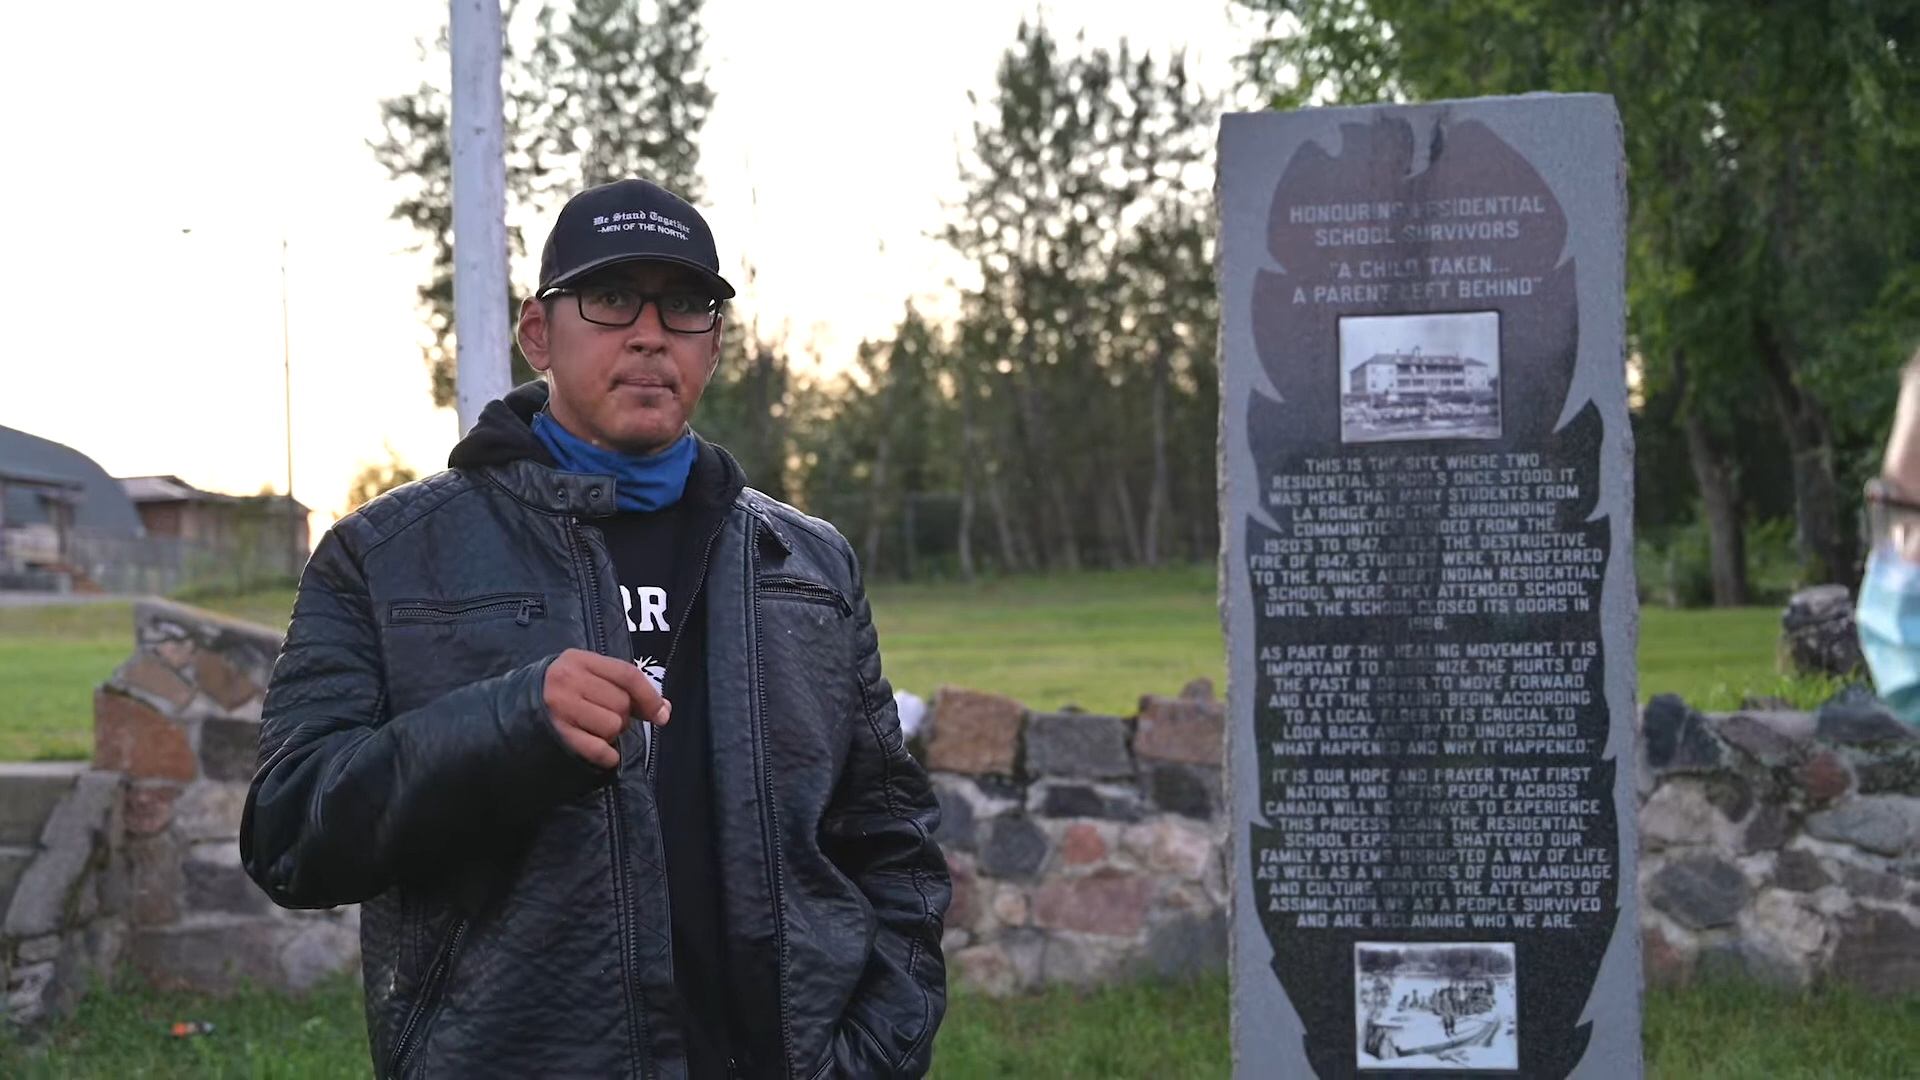 We Stand Together
-MEN OF THE NORTH-
RR
HONOURING RESIDENTIAL
SCHOOL SURVIVORS
"A CHILD TAKEN...
A PARENT LEFT BEHIND"
THIS IS THE SITE WHERE TWO
RESIDENTIAL SCHOOLS ONCE STOOD. IT
WAS HERE THAT MANY STUDENTS FROM
LA RONGE AND THE SURROUNDING
COMMUNITIES RESIDED FROM THE
1920'S TO 1947. AFTER THE DESTRUCTIVE
FIRE OF 1947, STUDENTS WERE TRANSFERRED
TO THE PRINCE ALBERT INDIAN RESIDENTIAL
SCHOOL WHERE THEY ATTENDED SCHOOL
UNTIL THE SCHOOL CLOSED ITS DOORS IN
1996.
AS PART OF THE HEALING MOVEMENT, IT IS
IMPORTANT TO RECOGNIZE THE HURTS OF
THE PAST IN ORDER TO MOVE FORWARD
AND LET THE HEALING BEGIN. ACCORDING
TO A LOCAL ELDER "IT IS CRUCIAL TO
LOOK BACK AND TRY TO UNDERSTAND
WHAT HAPPENED AND WHY IT HAPPENED."
IT IS OUR HOPE AND PRAYER THAT FIRST
NATIONS AND METIS PEOPLE ACROSS
CANADA WILL NEVER HAVE TO EXPERIENCE
THIS PROCESS AGAIN. THE RESIDENTIAL
SCHOOL EXPERIENCE SHATTERED OUR
FAMILY SYSTEMS, DISRUPTED A WAY OF LIFE
AS WELL AS A NEAR LOSS OF OUR LANGUAGE
AND CULTURE. DESPITE THE ATTEMPTS OF
ASSIMILATION, WE AS A PEOPLE SURVIVED
AND ARE RECLAIMING WHO WE ARE.